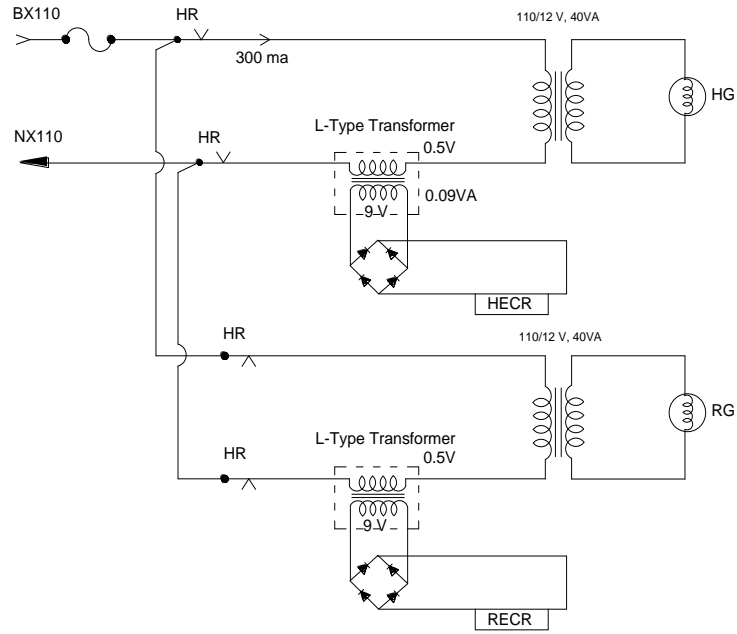 BX110
HR
110/12 V, 40VA
300 ma
HG
L-Type Transformer
NX110
HR
0.5V
0.09VA
9 V
HECR
HR
110/12 V, 40VA
RG
HR
L-Type Transformer
0.5V
9 V
RECR